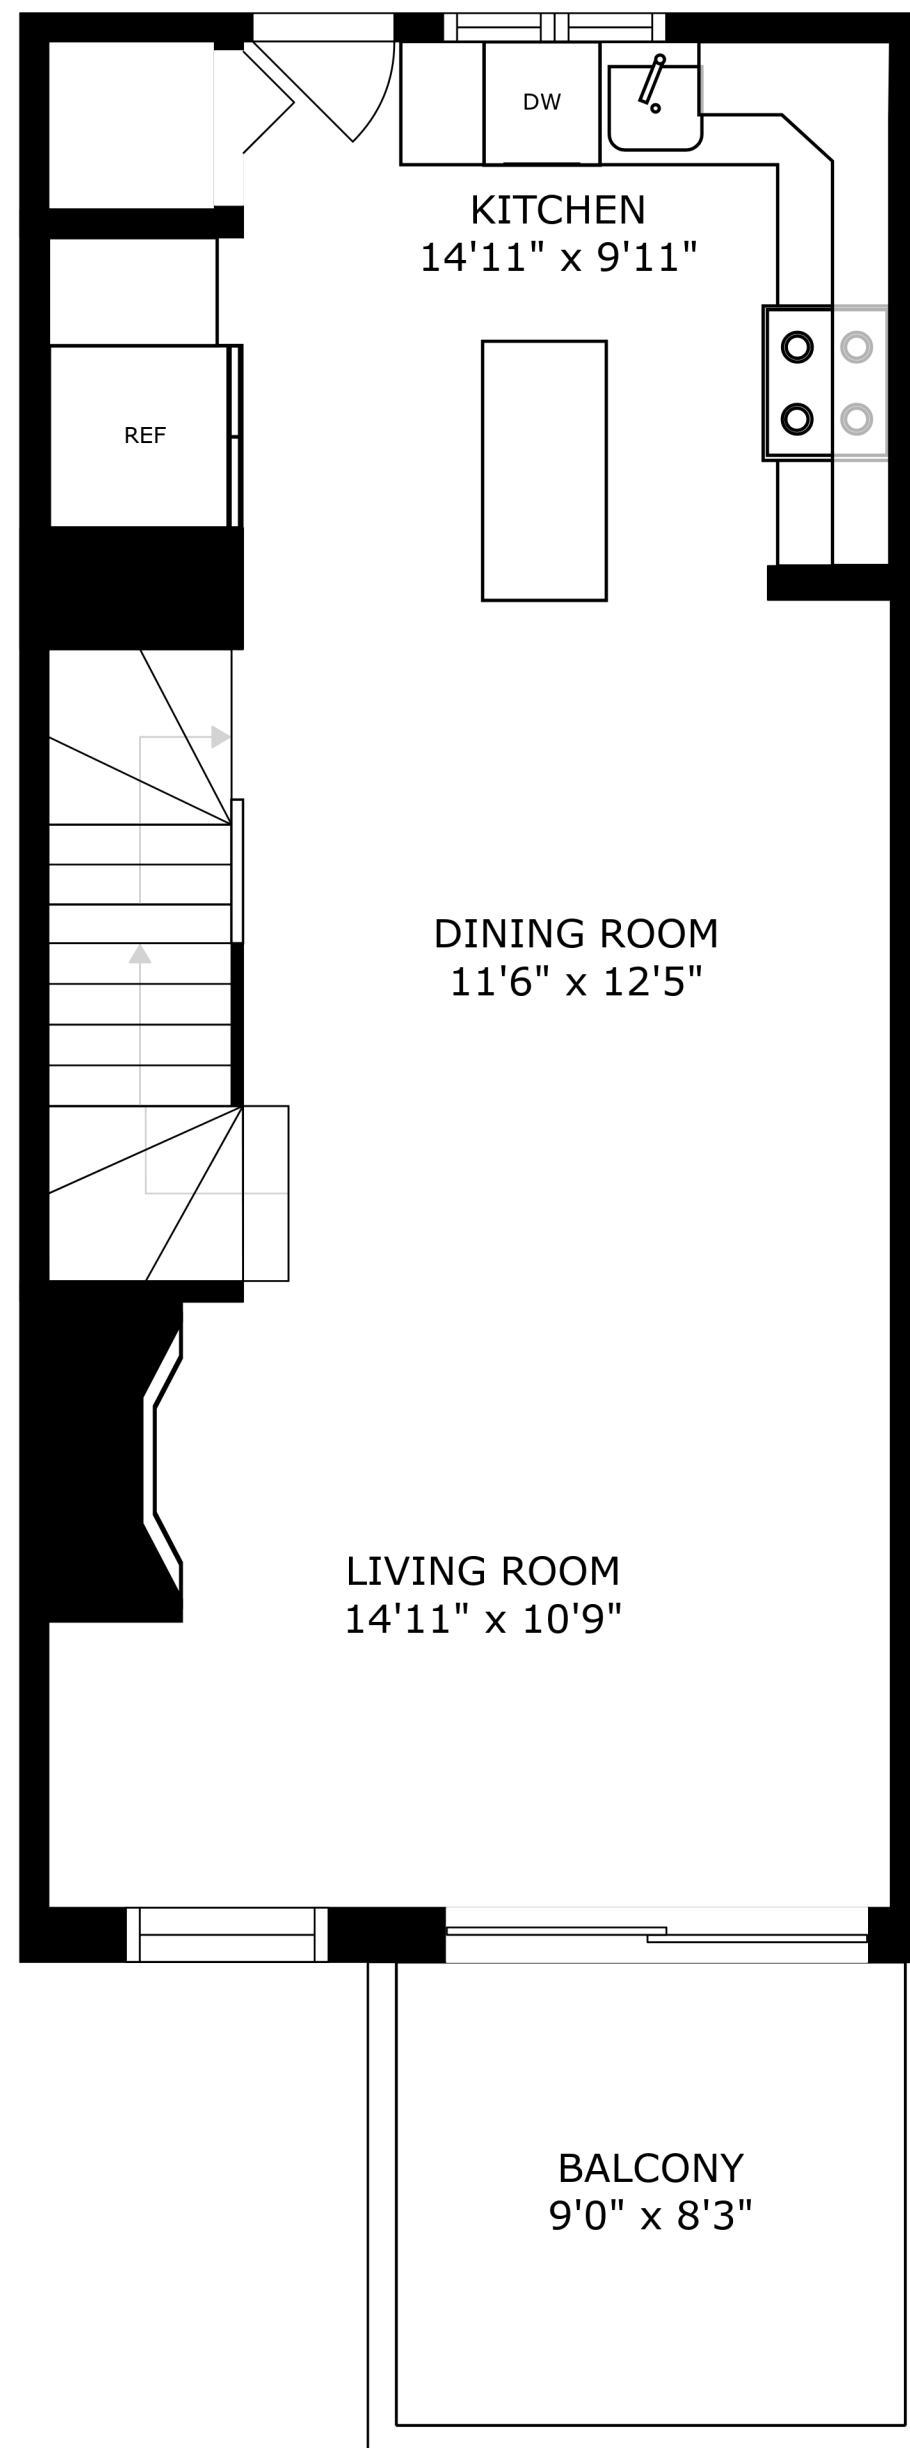 DW
KITCHEN
14'11" x 9'11"
REF
DINING ROOM
11'6" x 12'5"
LIVING ROOM
14'11" x 10'9"
BALCONY
9'0" x 8'3"